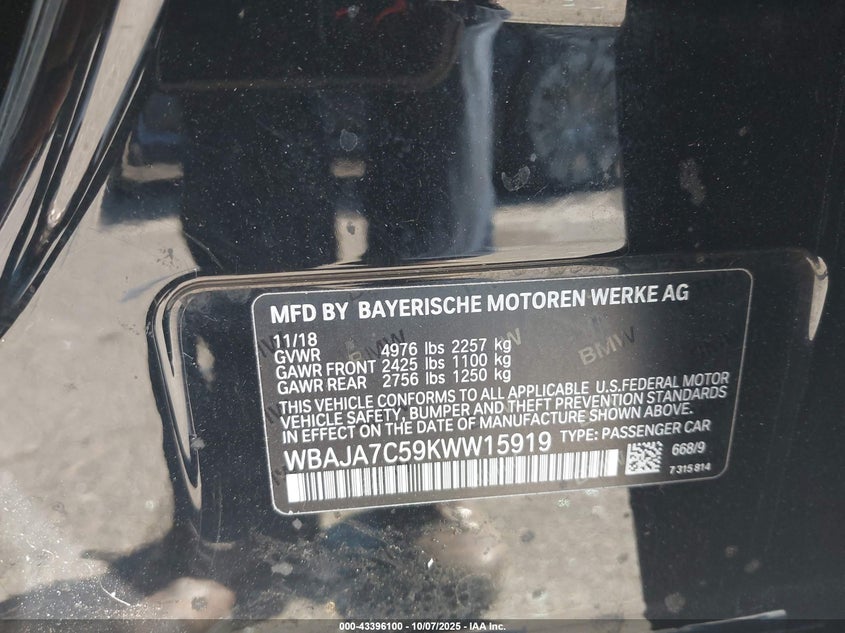 MFD BY BAYERISCHE MOTOREN WERKE AG
11/18
GVWR 4976 lbs 2257 kg
GAWR FRONT 2425 lbs 1100 kg
GAWR REAR 2756 lbs 1250 kg
THIS VEHICLE CONFORMS TO ALL APPLICABLE U.S.FEDERAL MOTOR
VEHICLE SAFETY, BUMPER AND THEFT PREVENTION STANDARDS
IN EFFECT ON THE DATE OF MANUFACTURE SHOWN ABOVE.
WBAJA7C59KWW15919 TYPE: PASSENGER CAR
668/9
7 315 814
BMW
000-43396100 - 10/07/2025 - IAA Inc.